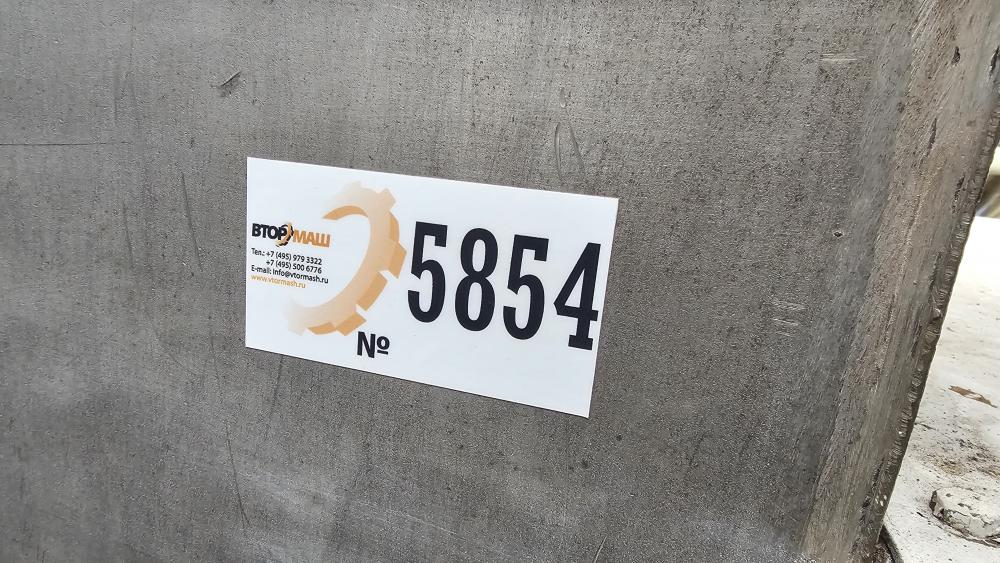 ВТОРМАШ
Тел.: +7 (495) 979 3322
+7 (495) 500 6776
E-mail: info@vtormash.ru
www.vtormash.ru
№ 5854